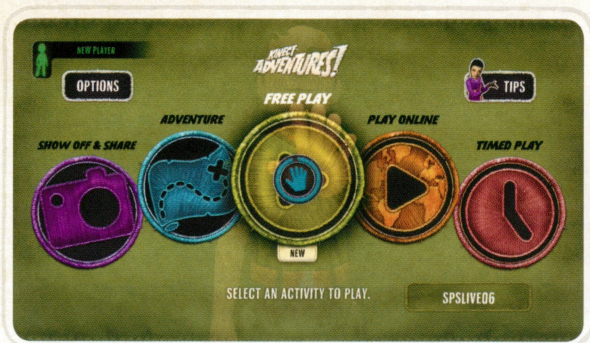 NEW PLAYER
OPTIONS
KINECT
ADVENTURES!
TIPS
FREE PLAY
ADVENTURE
PLAY ONLINE
SHOW OFF & SHARE
TIMED PLAY
NEW
SELECT AN ACTIVITY TO PLAY.
SPSLIVE06